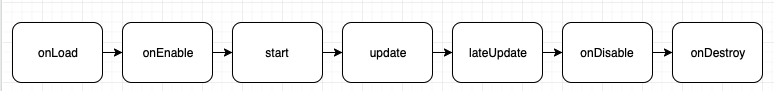 onLoad
onEnable
start
update
lateUpdate
onDisable
onDestroy